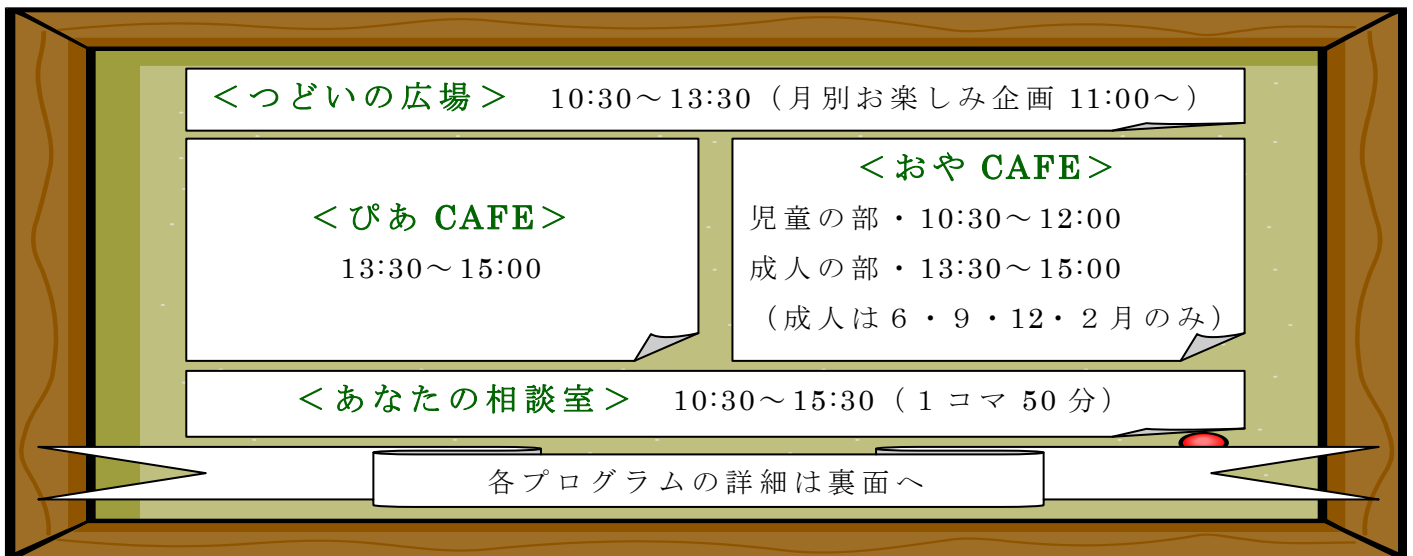 ＜つどいの広場＞ 10:30～13:30（月別お楽しみ企画 11:00～）
＜ぴあ CAFE＞
13:30～15:00
＜おや CAFE＞
児童の部・10:30～12:00
成人の部・13:30～15:00
（成人は６・９・12・２月のみ）
＜あなたの相談室＞ 10:30～15:30（１コマ 50 分）
各プログラムの詳細は裏面へ